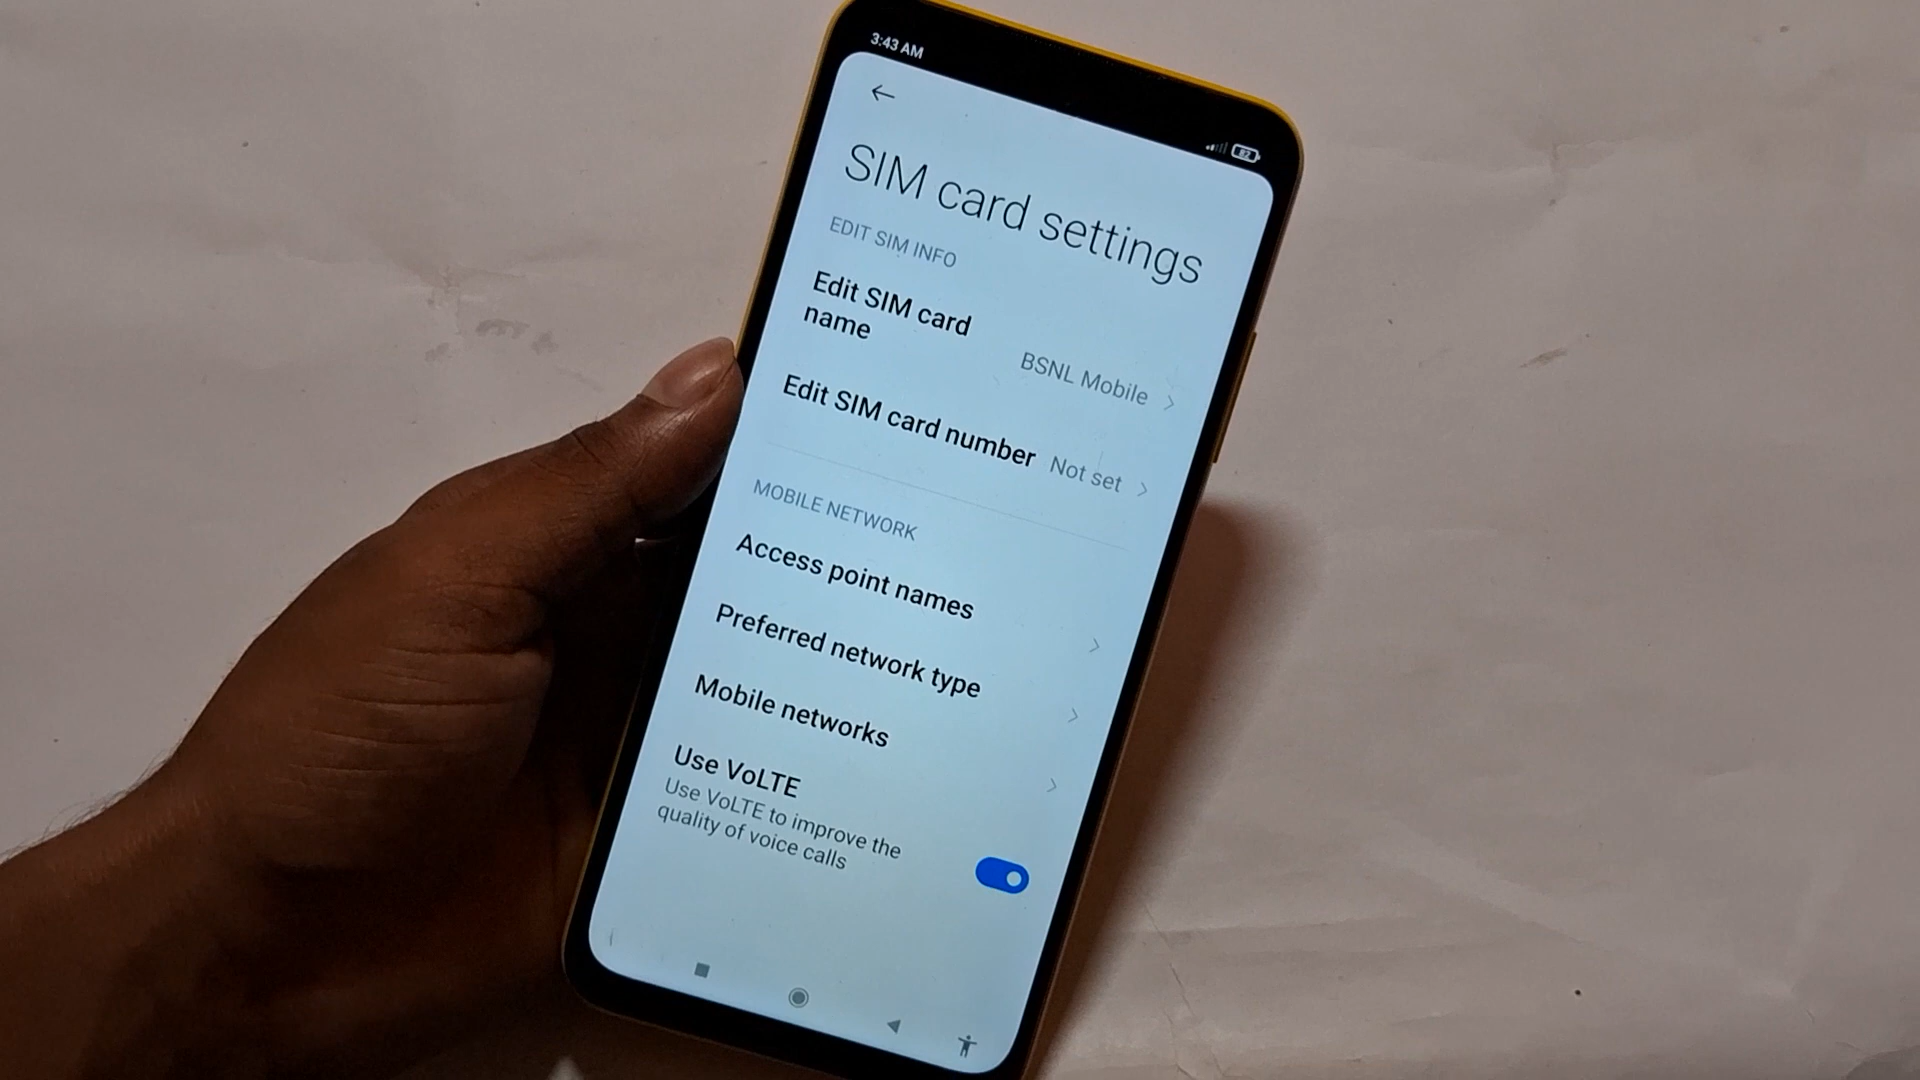 3:43 AM
82
SIM card settings
EDIT SIM INFO
Edit SIM card
name
BSNL Mobile
Edit SIM card number
Not set
MOBILE NETWORK
Access point names
Preferred network type
Mobile networks
Use VoLTE
Use VoLTE to improve the
quality of voice calls